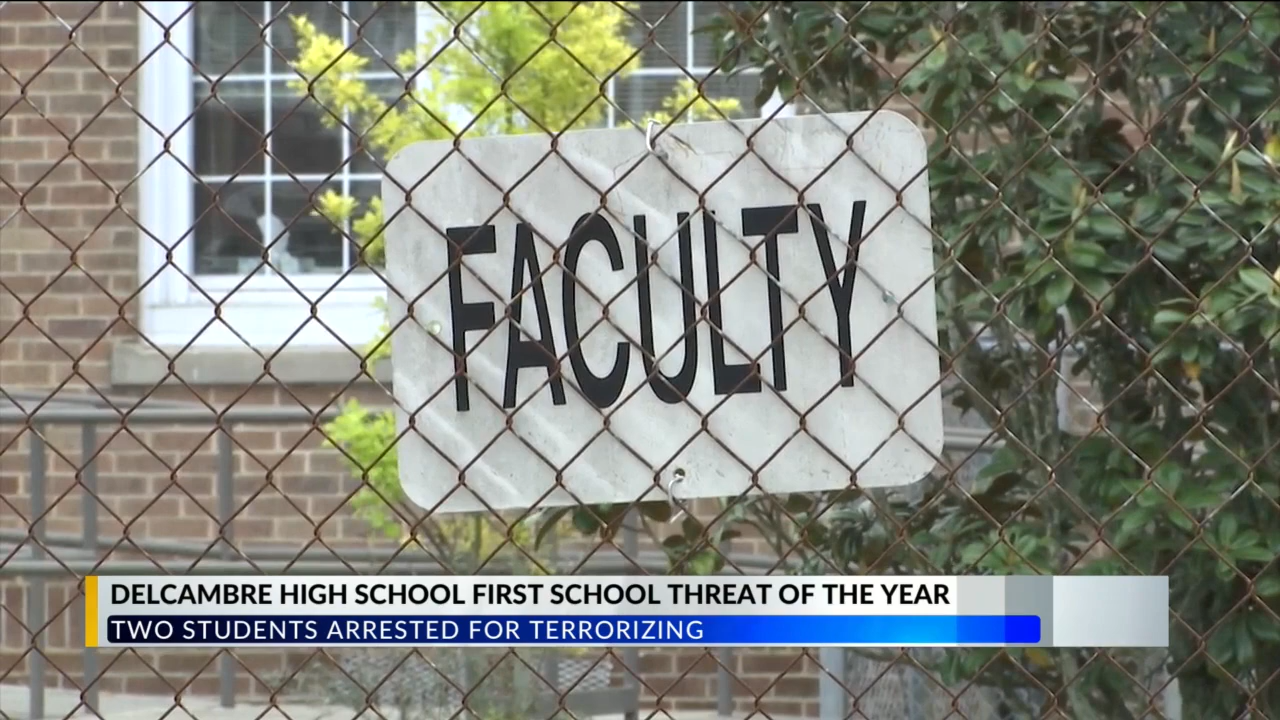 FACULTY
DELCAMBRE HIGH SCHOOL FIRST SCHOOL THREAT OF THE YEAR
TWO STUDENTS ARRESTED FOR TERRORIZING